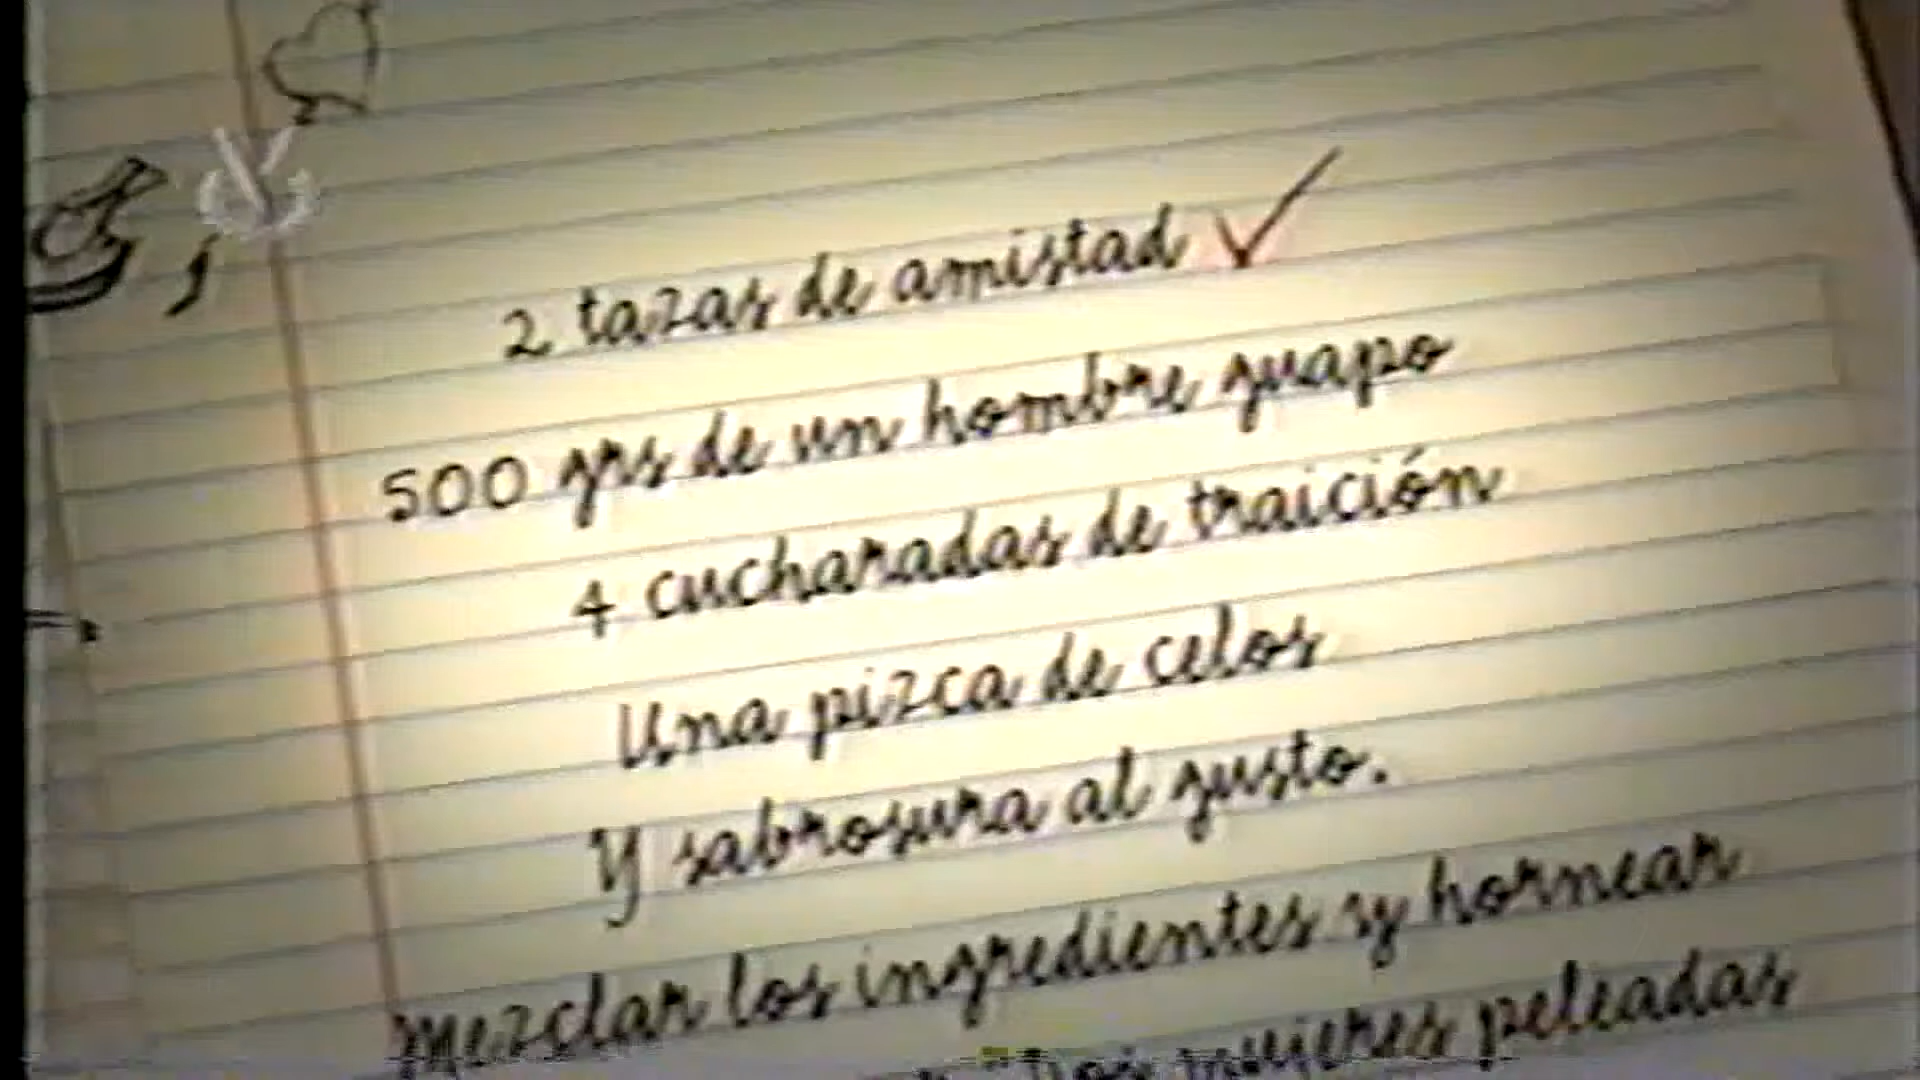 2 tazas de amistad
500 grs de un hombre guapo
4 cucharadas de traición
Una pizca de celos
Y sabrosura al gusto.
Mezclar los ingredientes y hornear
"Dos mujeres peleadas